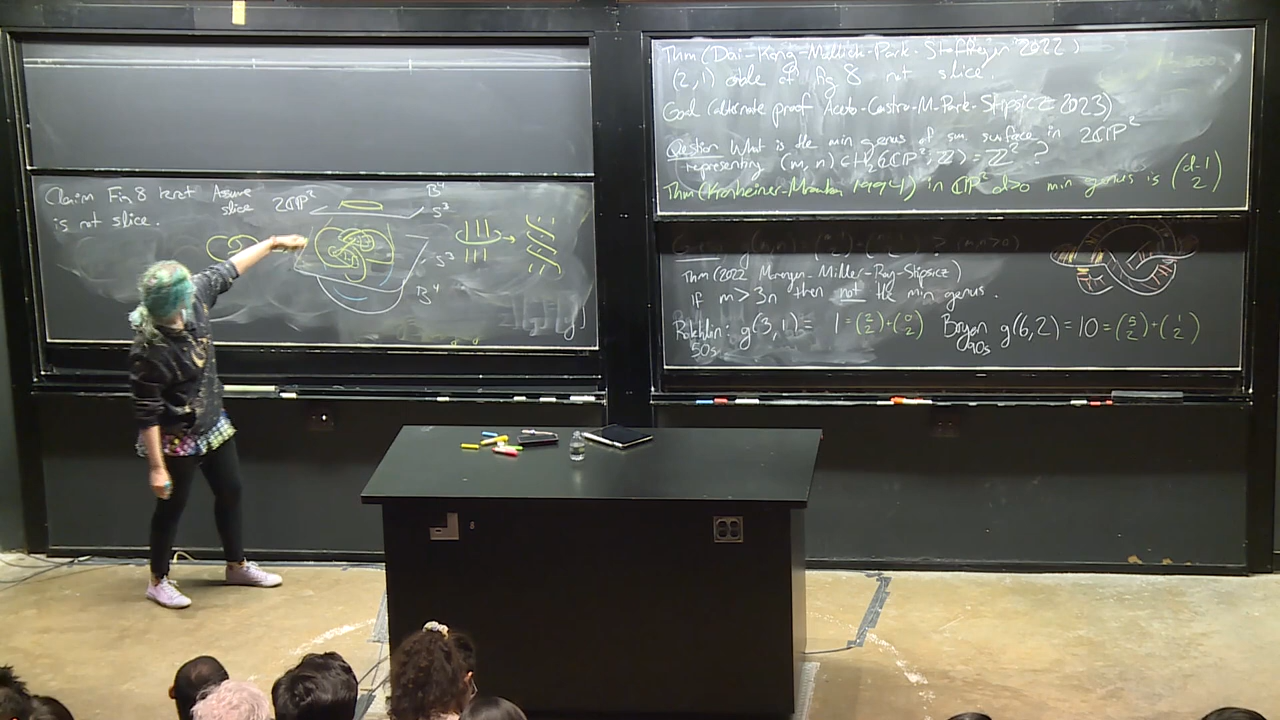 Claim Fig 8 knot Assume
slice 2ℂP²
is not slice.
B⁴
S³
S³
B⁴
Thm (Dai-Kang-Mallick-Park-Stoffregen 2022)
(2,1) cable of fig 8 not slice.
Goal (alternate proof Aceto-Castro-M-Park-Stipsicz 2023)
Question What is the min genus of sm. surface in 2ℂP²
representing (m,n) ∈ H₂(2ℂP²; ℤ) = ℤ² ?
Thm (Kronheimer-Mrowka 1994) in ℂP² d>0 min genus is (d-1 2)
Thm (2022 Marengon-Miller-Ray-Stipsicz)
If m > 3n then not the min genus.
Rokhlin: g(3,1) = 1 = (2 2) + (0 2) Bryan g(6,2) = 10 = (5 2) + (1 2)
50s 90s